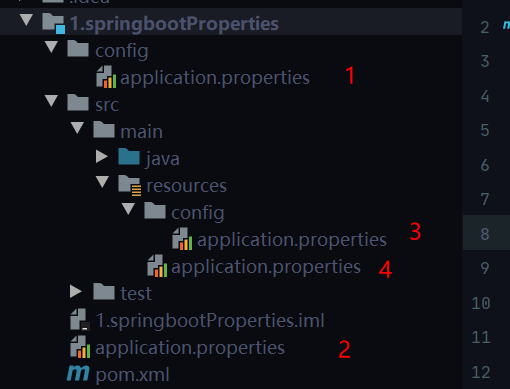 .idea
1.springbootProperties
config
application.properties 1
src
main
java
resources
config
application.properties 3
application.properties 4
test
1.springbootProperties.iml
application.properties 2
m pom.xml
2
3
4
5
6
7
8
9
10
11
12